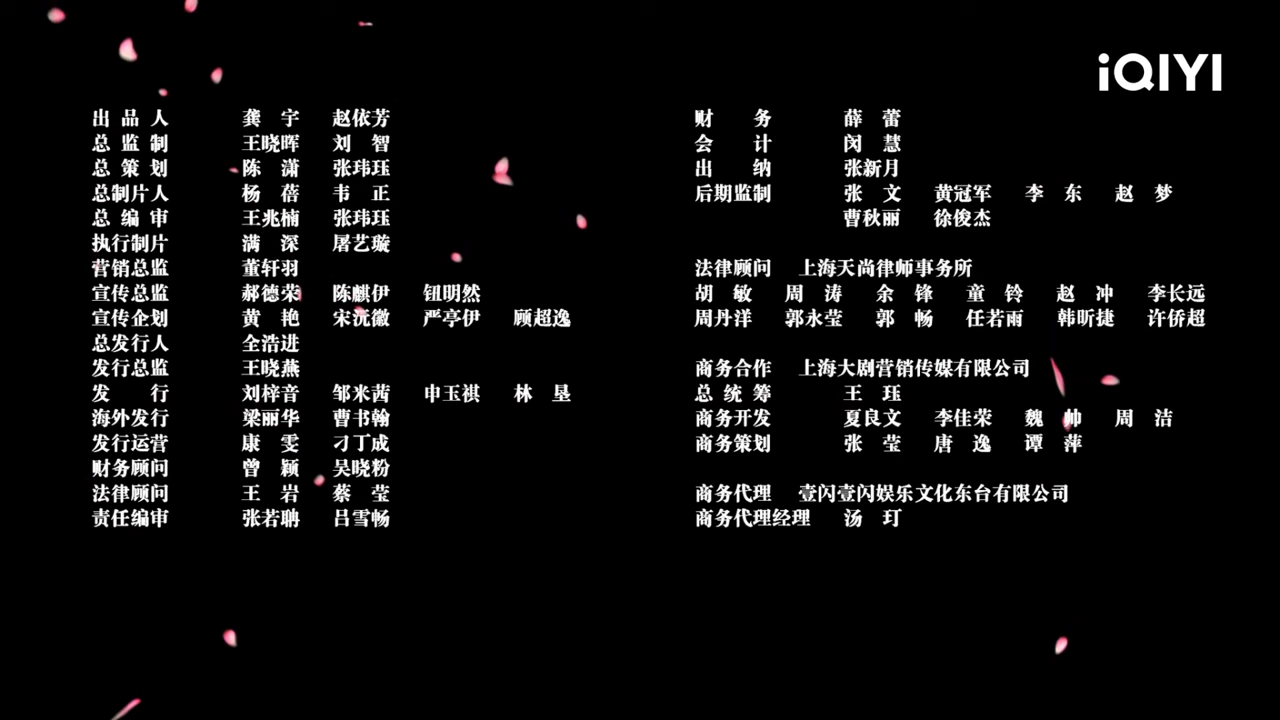 iQIYI
出品人 龚宇 赵依芳
总监制 王晓晖 刘智
总策划 陈潇 张玮珏
总制片人 杨蓓 韦正
总编审 王兆楠 张玮珏
执行制片 满深 屠艺璇
营销总监 董轩羽
宣传总监 郝德荣 陈麒伊 钮明然
宣传企划 黄艳 宋沅徽 严亭伊 顾超逸
总发行人 全浩进
发行总监 王晓燕
发行 刘梓音 邹米茜 申玉祺 林垦
海外发行 梁丽华 曹书翰
发行运营 康雯 刁丁成
财务顾问 曾颖 吴晓粉
法律顾问 王岩 蔡莹
责任编审 张若聃 吕雪畅
财务 薛蕾
会计 闵慧
出纳 张新月
后期监制 张文 黄冠军 李东 赵梦
曹秋丽 徐俊杰
法律顾问 上海天尚律师事务所
胡敏 周涛 余锋 童铃 赵冲 李长远
周丹洋 郭永莹 郭畅 任若雨 韩昕捷 许侨超
商务合作 上海大剧营销传媒有限公司
总统筹 王珏
商务开发 夏良文 李佳荣 魏帅 周洁
商务策划 张莹 唐逸 谭萍
商务代理 壹闪壹闪娱乐文化东台有限公司
商务代理经理 汤玎